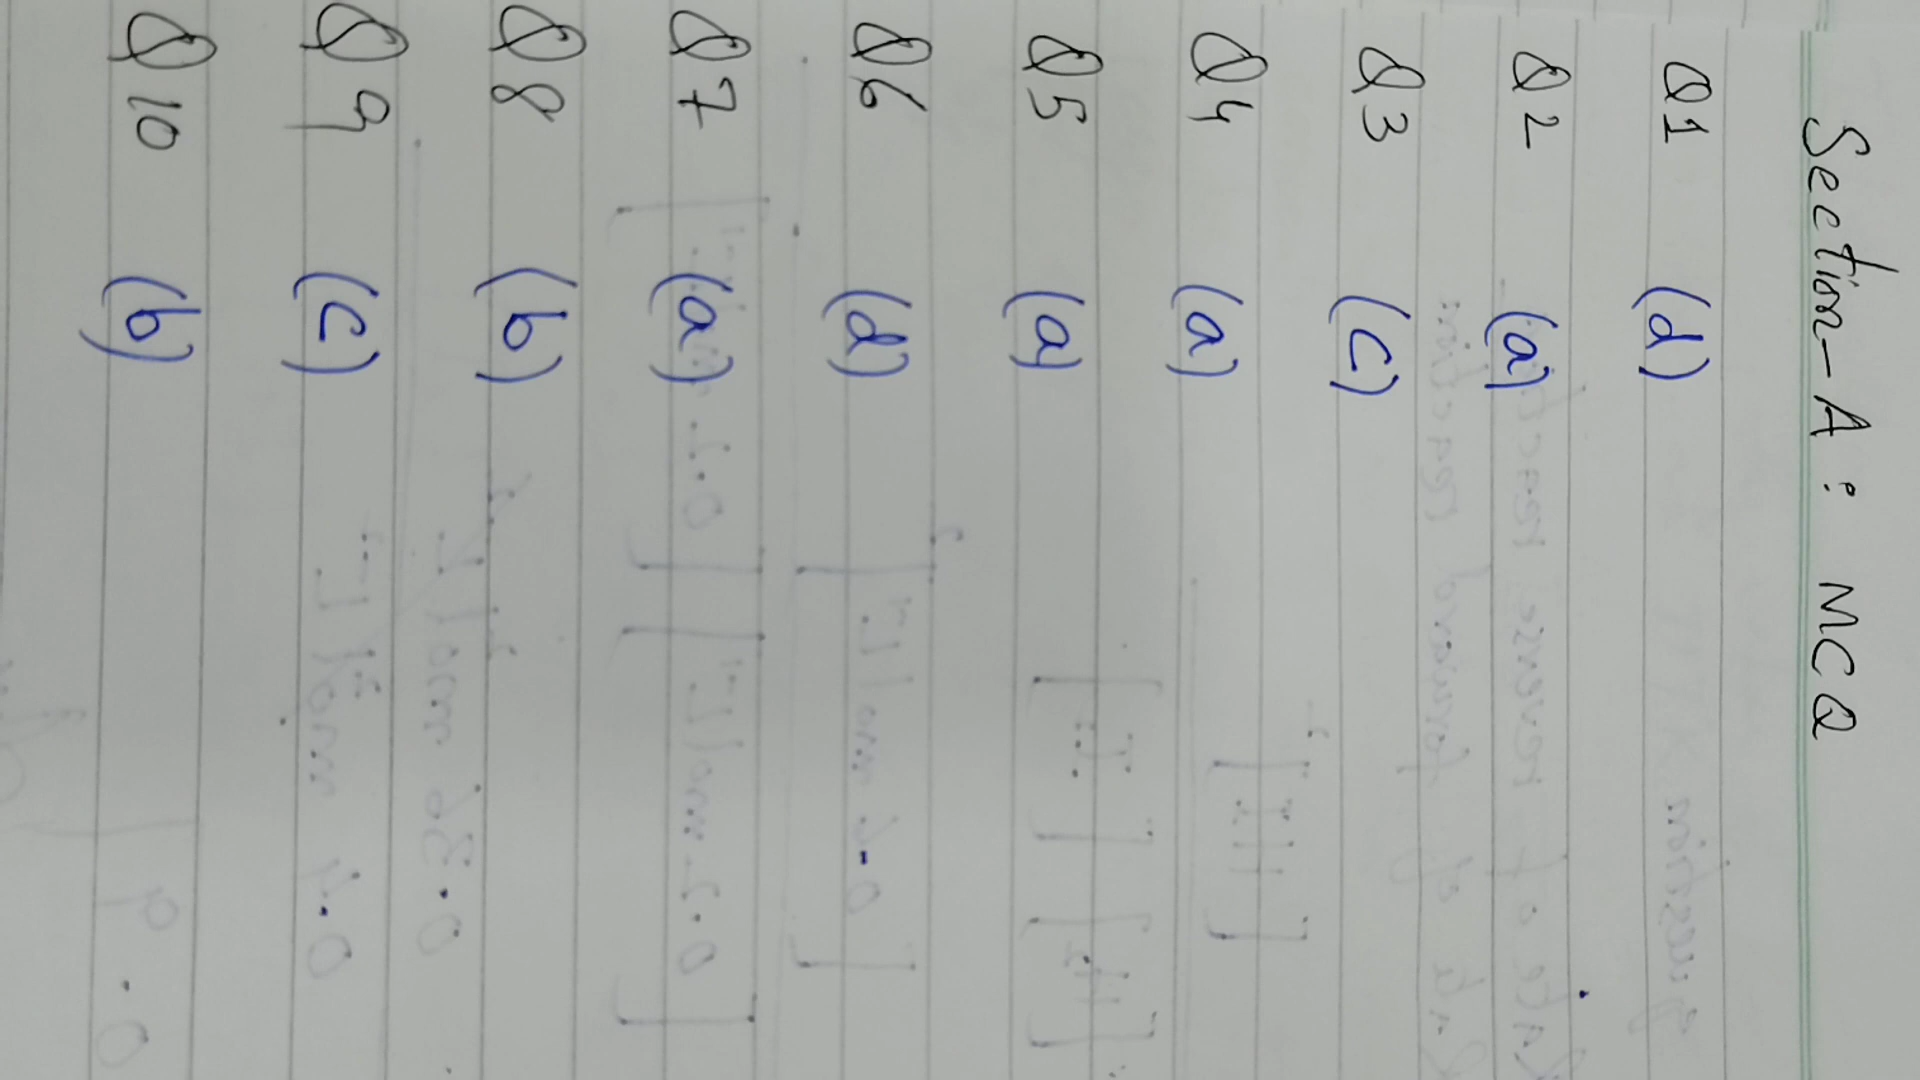 Section-A: MCQ
Q1 (d)
Q2 (a)
Q3 (c)
Q4 (a)
Q5 (a)
Q6 (d)
Q7 (a)
Q8 (b)
Q9 (c)
Q10 (b)